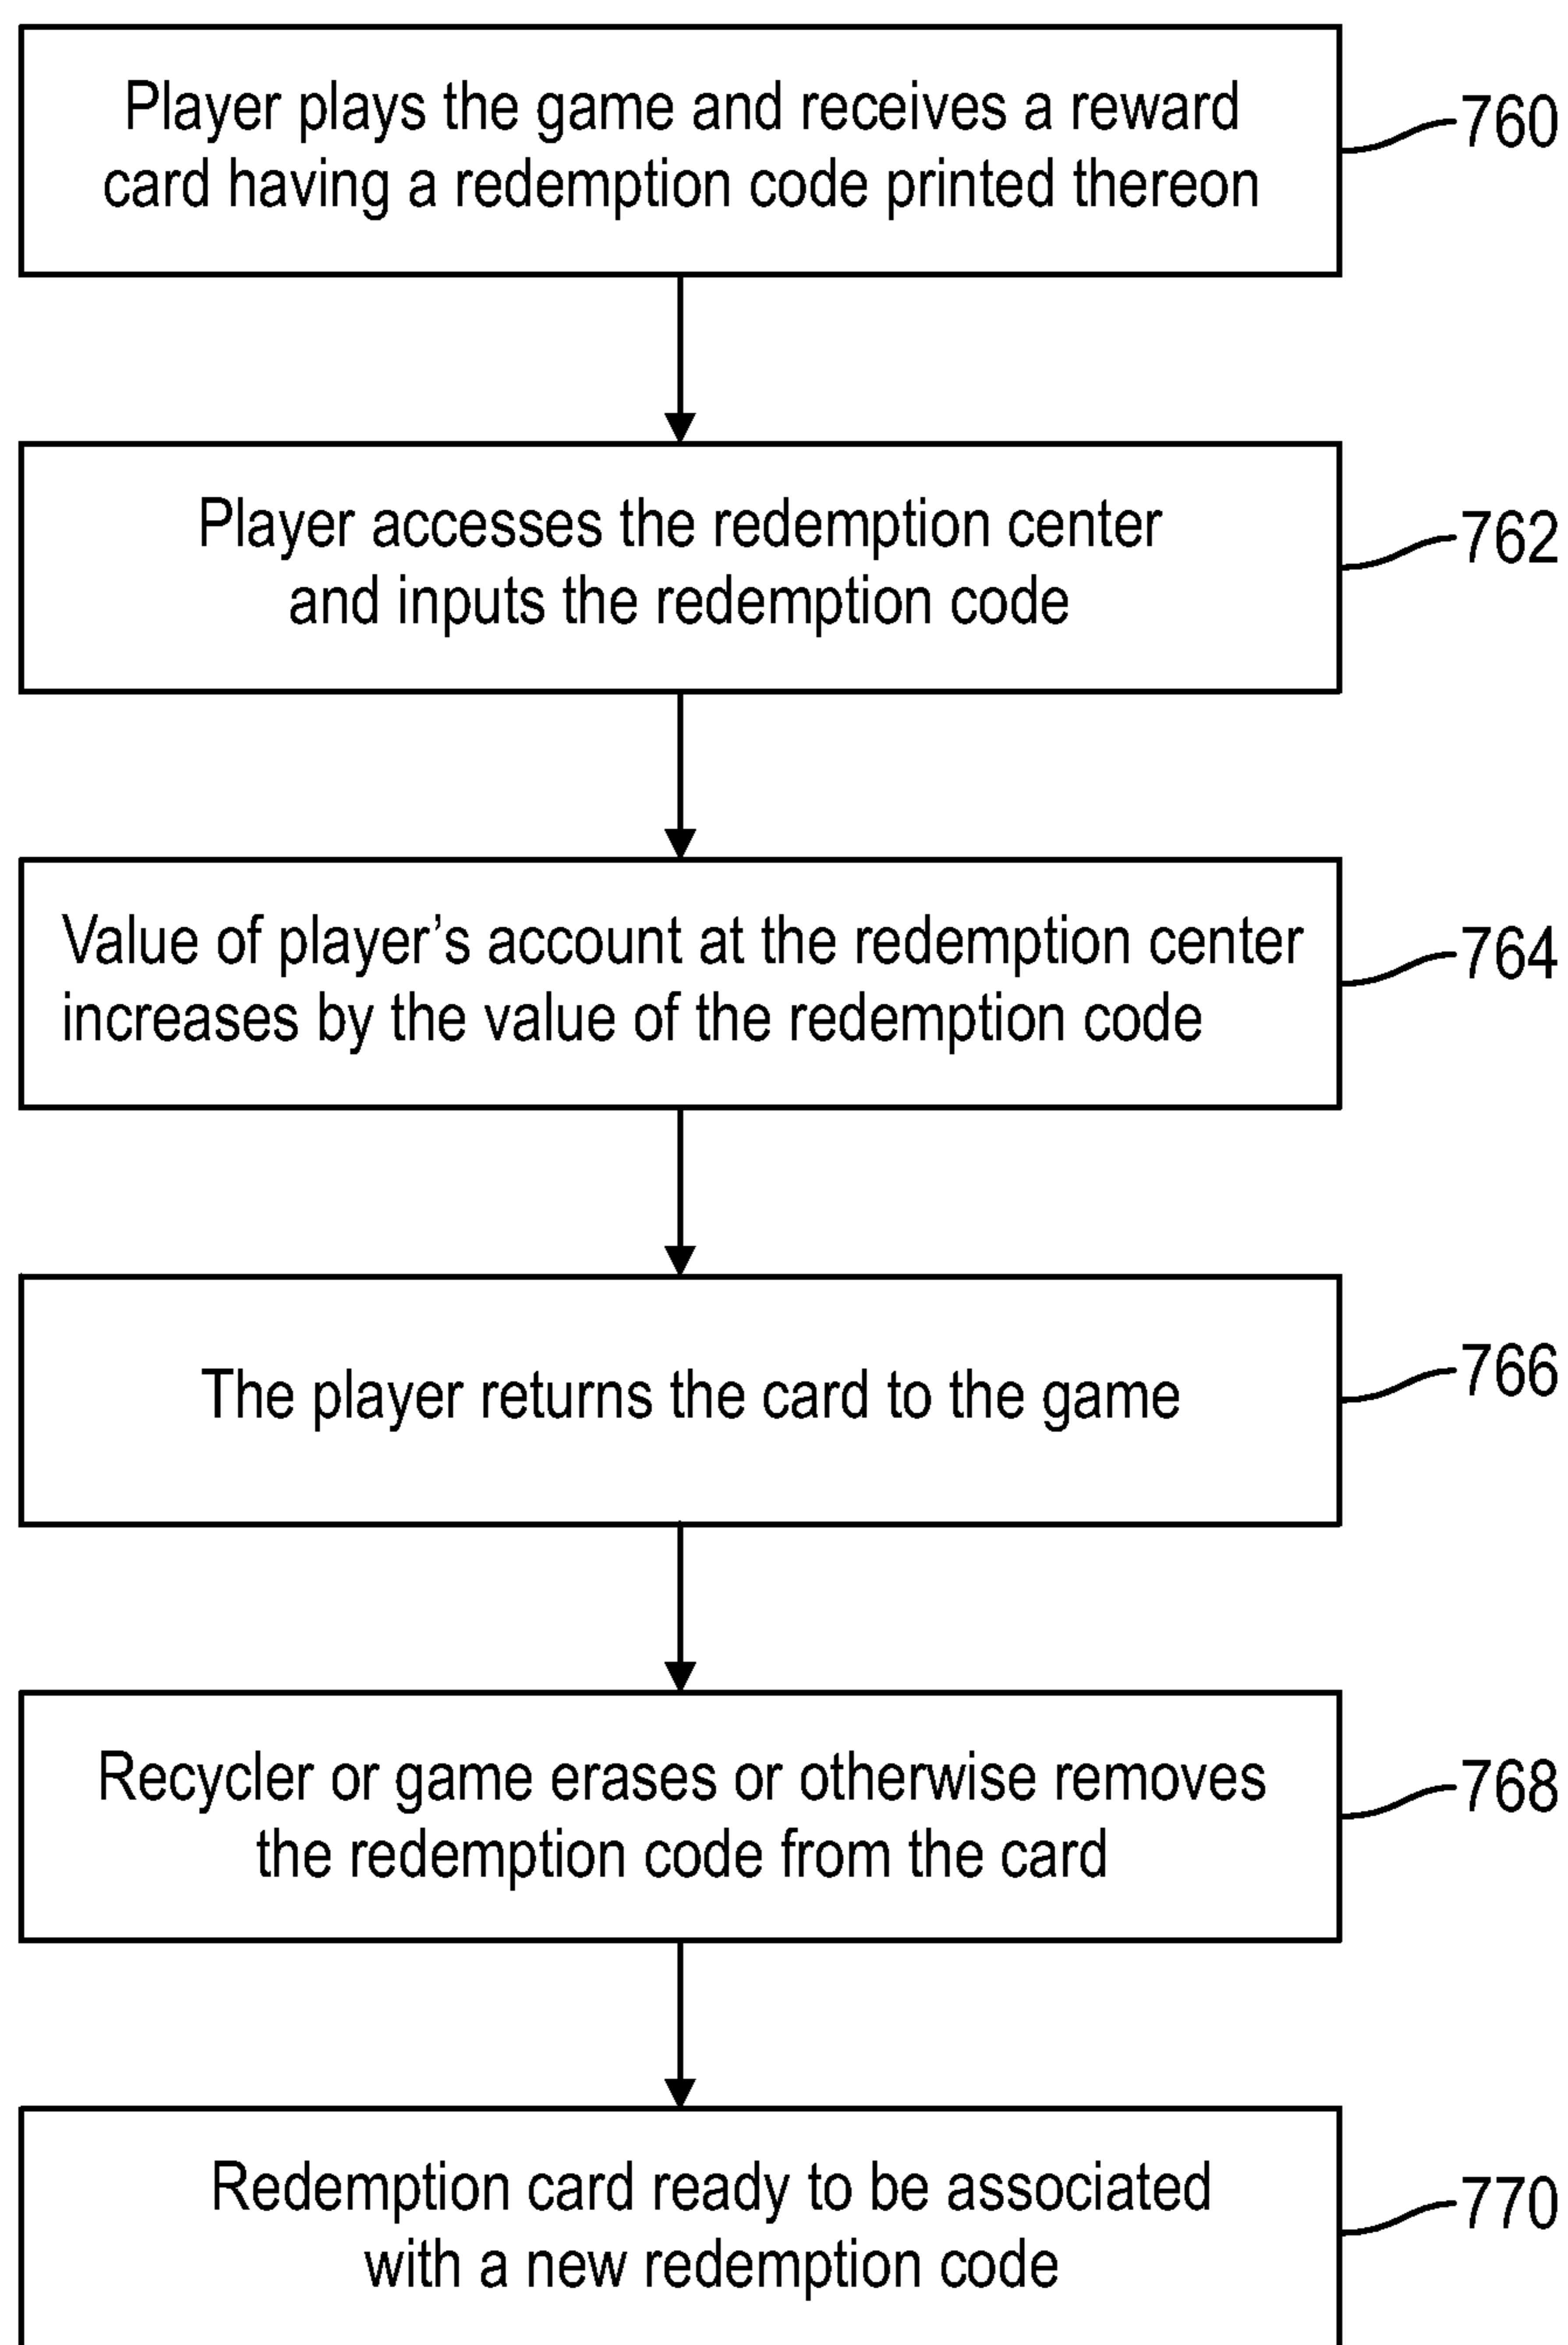 Player plays the game and receives a reward
card having a redemption code printed thereon
760
Player accesses the redemption center
and inputs the redemption code
762
Value of player’s account at the redemption center
increases by the value of the redemption code
764
The player returns the card to the game
766
Recycler or game erases or otherwise removes
the redemption code from the card
768
Redemption card ready to be associated
with a new redemption code
770